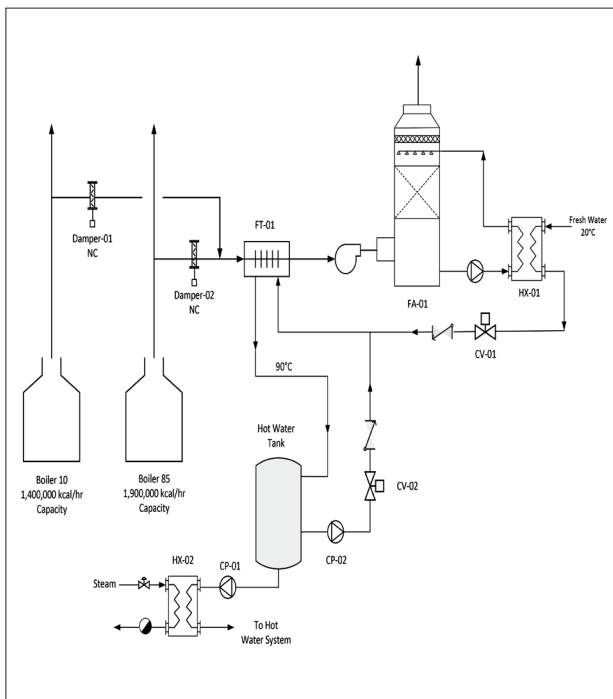 Damper-01
NC
Damper-02
NC
FT-01
FA-01
Fresh Water
20°C
HX-01
CV-01
90°C
Hot Water
Tank
CV-02
CP-02
Boiler 10
1,400,000 kcal/hr
Capacity
Boiler 85
1,900,000 kcal/hr
Capacity
HX-02
CP-01
Steam
To Hot
Water System